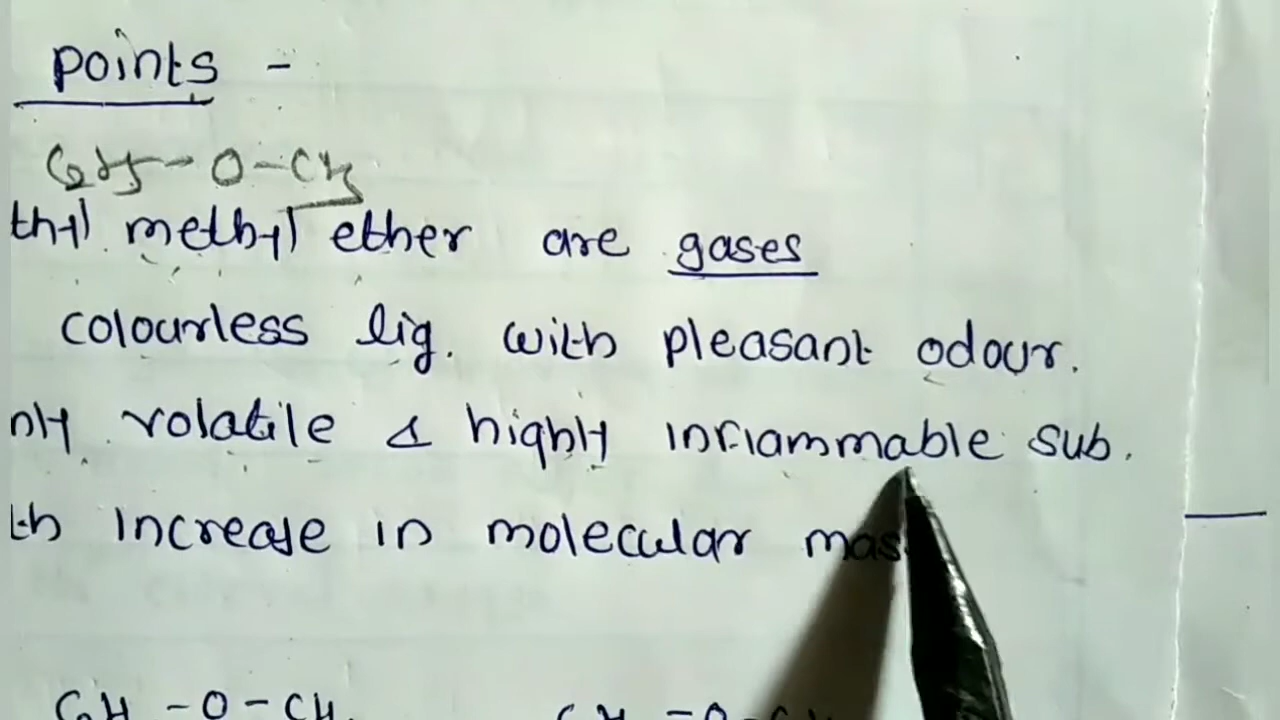 points -
C2H5-O-CH3
thyl methyl ether are gases
colourless liq. with pleasant odour.
nly volatile & highly inflammable sub.
th increase in molecular mas
-O-CH